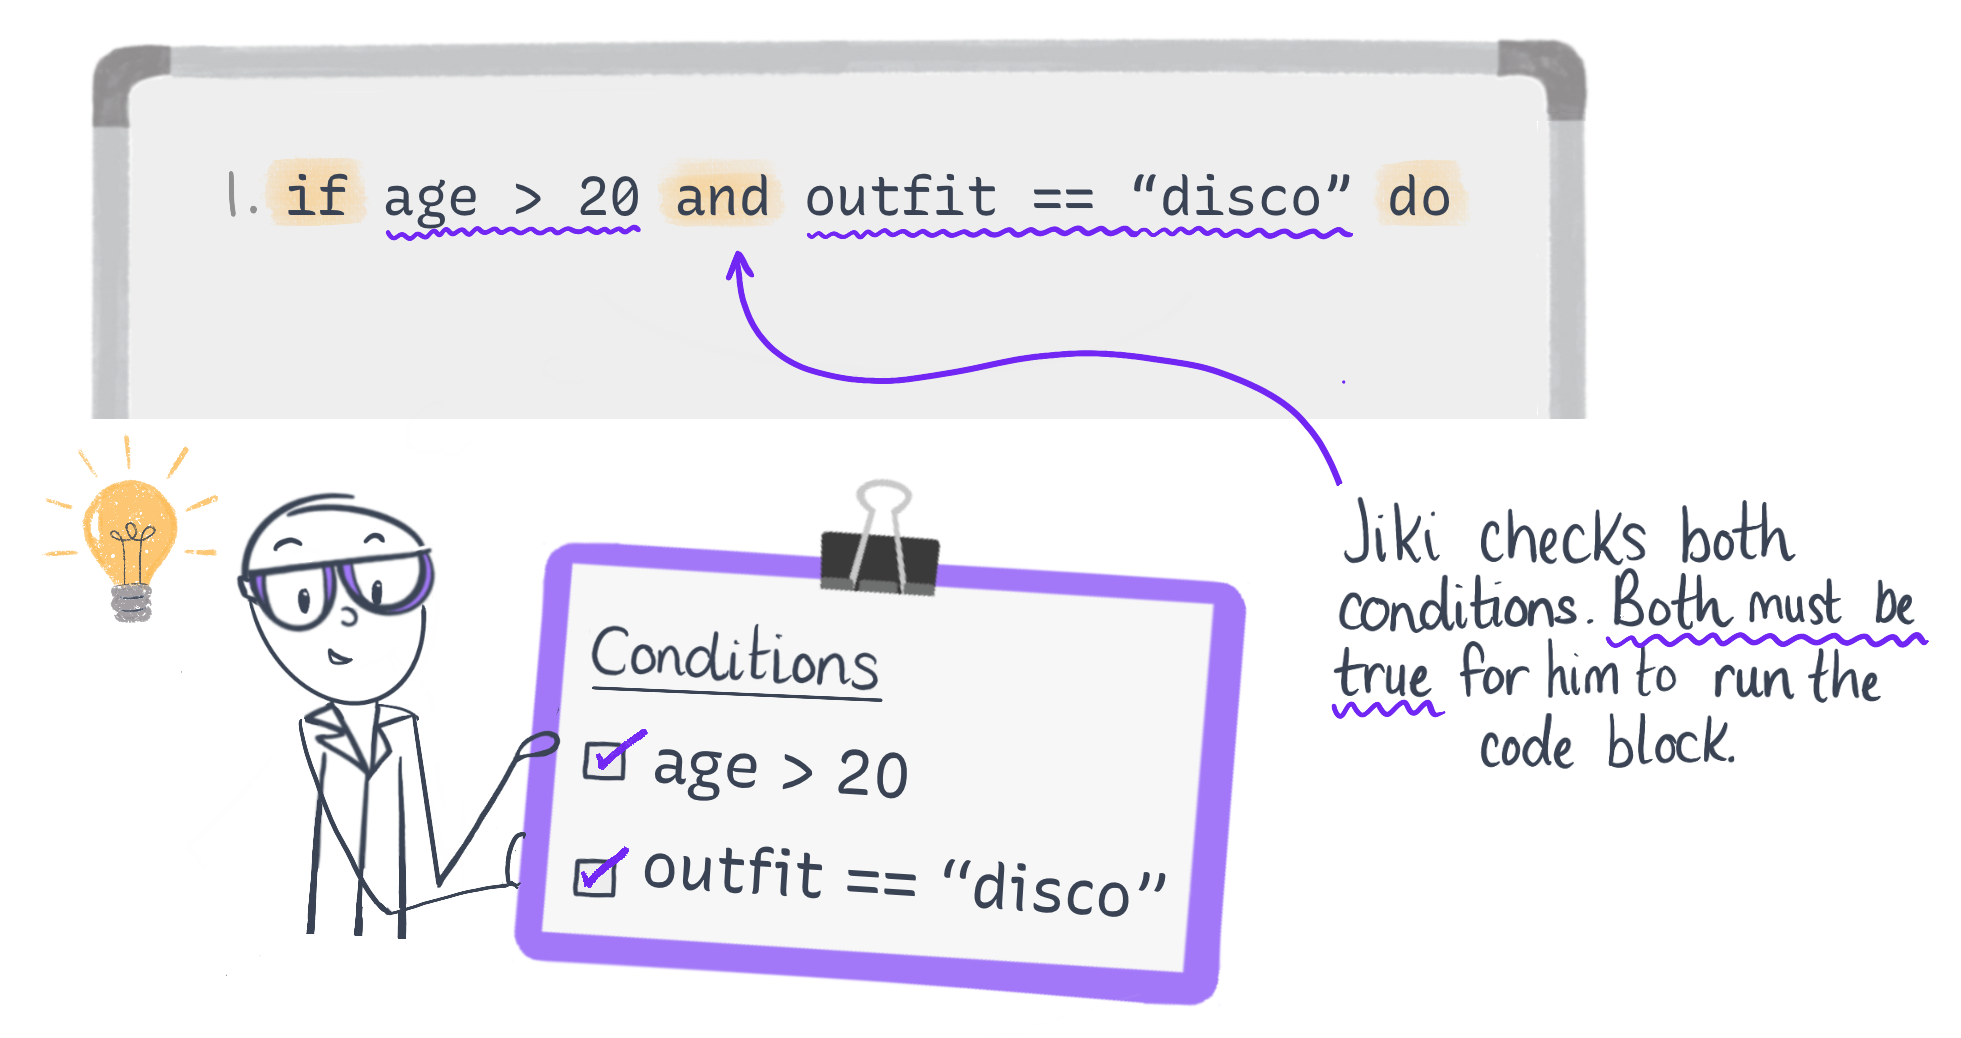 1. if age > 20 and outfit == “disco” do
Jiki checks both
conditions. Both must be
true for him to run the
code block.
Conditions
age > 20
outfit == “disco”